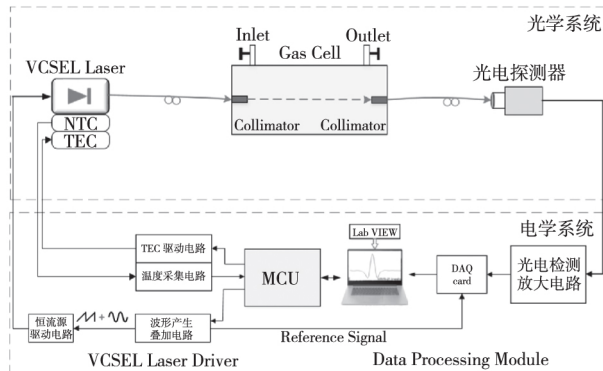 光学系统
Inlet
Outlet
Gas Cell
VCSEL Laser
光电探测器
NTC
TEC
Collimator
Collimator
电学系统
Lab VIEW
TEC 驱动电路
温度采集电路
MCU
DAQ
card
光电检测
放大电路
恒流源
驱动电路
波形产生
叠加电路
Reference Signal
VCSEL Laser Driver
Data Processing Module